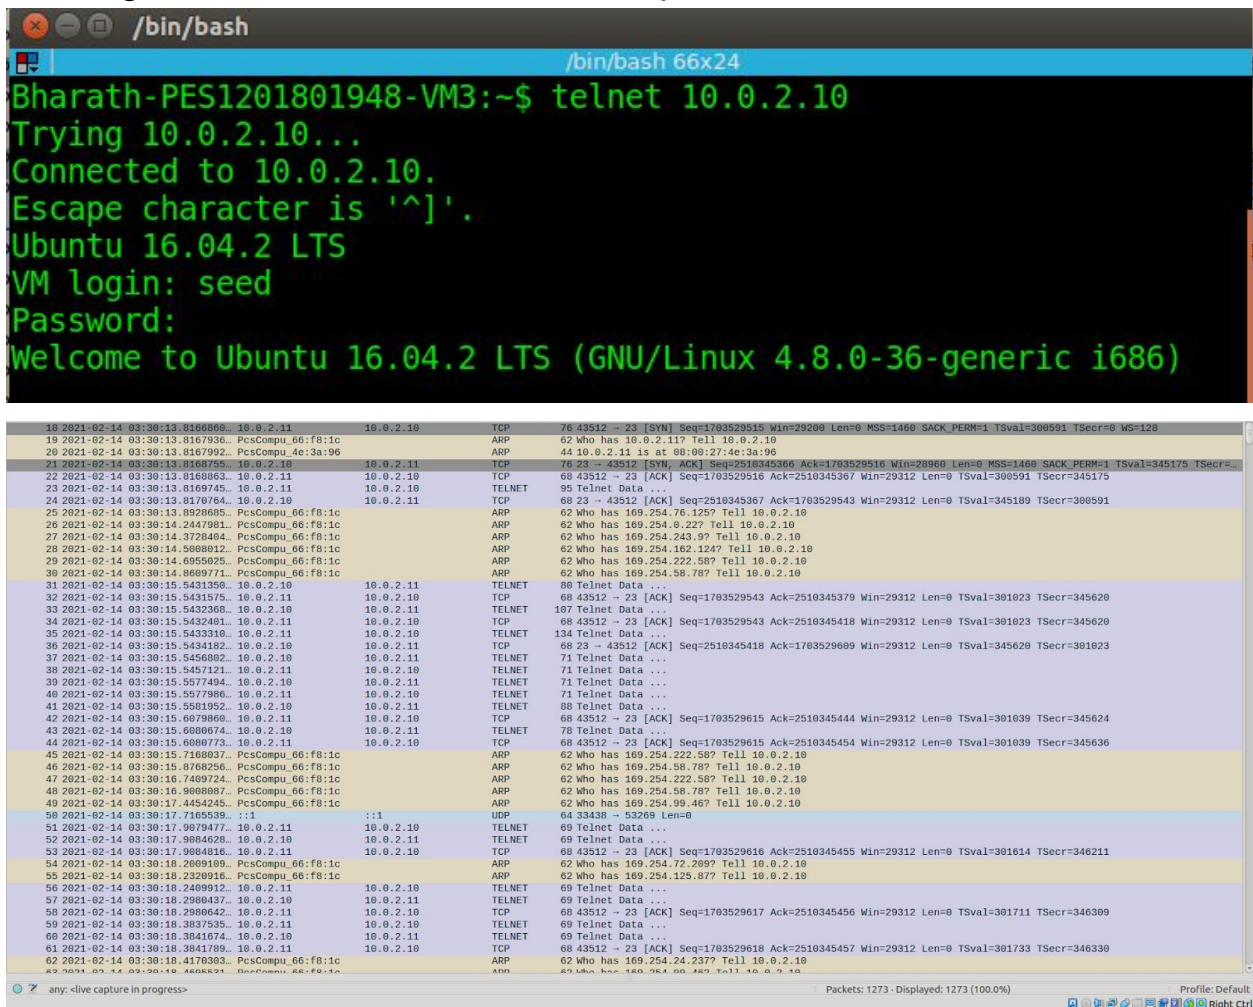 /bin/bash
/bin/bash 66x24
Bharath-PES1201801948-VM3:~$ telnet 10.0.2.10
Trying 10.0.2.10...
Connected to 10.0.2.10.
Escape character is '^]'.
Ubuntu 16.04.2 LTS
VM login: seed
Password:
Welcome to Ubuntu 16.04.2 LTS (GNU/Linux 4.8.0-36-generic i686)
18 2021-02-14 03:30:13.8166860… 10.0.2.11 10.0.2.10 TCP 76 43512 → 23 [SYN] Seq=1703529515 Win=29200 Len=0 MSS=1460 SACK_PERM=1 TSval=300591 TSecr=0 WS=128
19 2021-02-14 03:30:13.8167936… PcsCompu_66:f8:1c ARP 62 Who has 10.0.2.11? Tell 10.0.2.10
20 2021-02-14 03:30:13.8167992… PcsCompu_4e:3a:96 ARP 44 10.0.2.11 is at 08:00:27:4e:3a:96
21 2021-02-14 03:30:13.8168755… 10.0.2.10 10.0.2.11 TCP 76 23 → 43512 [SYN, ACK] Seq=2510345366 Ack=1703529516 Win=28960 Len=0 MSS=1460 SACK_PERM=1 TSval=345175 TSecr=…
22 2021-02-14 03:30:13.8168863… 10.0.2.11 10.0.2.10 TCP 68 43512 → 23 [ACK] Seq=1703529516 Ack=2510345367 Win=29312 Len=0 TSval=300591 TSecr=345175
23 2021-02-14 03:30:13.8169745… 10.0.2.11 10.0.2.10 TELNET 95 Telnet Data ...
24 2021-02-14 03:30:13.8170764… 10.0.2.10 10.0.2.11 TCP 68 23 → 43512 [ACK] Seq=2510345367 Ack=1703529543 Win=29056 Len=0 TSval=345189 TSecr=300591
25 2021-02-14 03:30:13.8928685… PcsCompu_66:f8:1c ARP 62 Who has 169.254.76.125? Tell 10.0.2.10
26 2021-02-14 03:30:14.2447981… PcsCompu_66:f8:1c ARP 62 Who has 169.254.0.22? Tell 10.0.2.10
27 2021-02-14 03:30:14.3728404… PcsCompu_66:f8:1c ARP 62 Who has 169.254.243.9? Tell 10.0.2.10
28 2021-02-14 03:30:14.5008012… PcsCompu_66:f8:1c ARP 62 Who has 169.254.162.124? Tell 10.0.2.10
29 2021-02-14 03:30:14.6955025… PcsCompu_66:f8:1c ARP 62 Who has 169.254.222.58? Tell 10.0.2.10
30 2021-02-14 03:30:14.8609771… PcsCompu_66:f8:1c ARP 62 Who has 169.254.58.78? Tell 10.0.2.10
31 2021-02-14 03:30:15.5431350… 10.0.2.10 10.0.2.11 TELNET 80 Telnet Data ...
32 2021-02-14 03:30:15.5431575… 10.0.2.11 10.0.2.10 TCP 68 43512 → 23 [ACK] Seq=1703529543 Ack=2510345379 Win=29312 Len=0 TSval=301023 TSecr=345620
33 2021-02-14 03:30:15.5432368… 10.0.2.10 10.0.2.11 TELNET 107 Telnet Data ...
34 2021-02-14 03:30:15.5432401… 10.0.2.11 10.0.2.10 TCP 68 43512 → 23 [ACK] Seq=1703529543 Ack=2510345418 Win=29312 Len=0 TSval=301023 TSecr=345620
35 2021-02-14 03:30:15.5433310… 10.0.2.11 10.0.2.10 TELNET 134 Telnet Data ...
36 2021-02-14 03:30:15.5434182… 10.0.2.10 10.0.2.11 TCP 68 23 → 43512 [ACK] Seq=2510345418 Ack=1703529609 Win=29312 Len=0 TSval=345620 TSecr=301023
37 2021-02-14 03:30:15.5456802… 10.0.2.10 10.0.2.11 TELNET 71 Telnet Data ...
38 2021-02-14 03:30:15.5457121… 10.0.2.11 10.0.2.10 TELNET 71 Telnet Data ...
39 2021-02-14 03:30:15.5577494… 10.0.2.10 10.0.2.11 TELNET 71 Telnet Data ...
40 2021-02-14 03:30:15.5577986… 10.0.2.11 10.0.2.10 TELNET 71 Telnet Data ...
41 2021-02-14 03:30:15.5581952… 10.0.2.10 10.0.2.11 TELNET 88 Telnet Data ...
42 2021-02-14 03:30:15.6079860… 10.0.2.11 10.0.2.10 TCP 68 43512 → 23 [ACK] Seq=1703529615 Ack=2510345444 Win=29312 Len=0 TSval=301039 TSecr=345624
43 2021-02-14 03:30:15.6080674… 10.0.2.10 10.0.2.11 TELNET 78 Telnet Data ...
44 2021-02-14 03:30:15.6080773… 10.0.2.11 10.0.2.10 TCP 68 43512 → 23 [ACK] Seq=1703529615 Ack=2510345454 Win=29312 Len=0 TSval=301039 TSecr=345636
45 2021-02-14 03:30:15.7168037… PcsCompu_66:f8:1c ARP 62 Who has 169.254.222.58? Tell 10.0.2.10
46 2021-02-14 03:30:15.8768256… PcsCompu_66:f8:1c ARP 62 Who has 169.254.58.78? Tell 10.0.2.10
47 2021-02-14 03:30:16.7409724… PcsCompu_66:f8:1c ARP 62 Who has 169.254.222.58? Tell 10.0.2.10
48 2021-02-14 03:30:16.9008087… PcsCompu_66:f8:1c ARP 62 Who has 169.254.58.78? Tell 10.0.2.10
49 2021-02-14 03:30:17.4454245… PcsCompu_66:f8:1c ARP 62 Who has 169.254.99.46? Tell 10.0.2.10
50 2021-02-14 03:30:17.7165539… ::1 ::1 UDP 64 33438 → 53269 Len=0
51 2021-02-14 03:30:17.9079477… 10.0.2.11 10.0.2.10 TELNET 69 Telnet Data ...
52 2021-02-14 03:30:17.9084628… 10.0.2.10 10.0.2.11 TELNET 69 Telnet Data ...
53 2021-02-14 03:30:17.9084816… 10.0.2.11 10.0.2.10 TCP 68 43512 → 23 [ACK] Seq=1703529616 Ack=2510345455 Win=29312 Len=0 TSval=301614 TSecr=346211
54 2021-02-14 03:30:18.2009109… PcsCompu_66:f8:1c ARP 62 Who has 169.254.72.209? Tell 10.0.2.10
55 2021-02-14 03:30:18.2320916… PcsCompu_66:f8:1c ARP 62 Who has 169.254.125.87? Tell 10.0.2.10
56 2021-02-14 03:30:18.2409912… 10.0.2.11 10.0.2.10 TELNET 69 Telnet Data ...
57 2021-02-14 03:30:18.2980437… 10.0.2.10 10.0.2.11 TELNET 69 Telnet Data ...
58 2021-02-14 03:30:18.2980642… 10.0.2.11 10.0.2.10 TCP 68 43512 → 23 [ACK] Seq=1703529617 Ack=2510345456 Win=29312 Len=0 TSval=301711 TSecr=346309
59 2021-02-14 03:30:18.3837535… 10.0.2.11 10.0.2.10 TELNET 69 Telnet Data ...
60 2021-02-14 03:30:18.3841674… 10.0.2.10 10.0.2.11 TELNET 69 Telnet Data ...
61 2021-02-14 03:30:18.3841789… 10.0.2.11 10.0.2.10 TCP 68 43512 → 23 [ACK] Seq=1703529618 Ack=2510345457 Win=29312 Len=0 TSval=301733 TSecr=346330
62 2021-02-14 03:30:18.4170303… PcsCompu_66:f8:1c ARP 62 Who has 169.254.24.237? Tell 10.0.2.10
any: <live capture in progress> Packets: 1273 · Displayed: 1273 (100.0%) Profile: Default
Right Ctrl